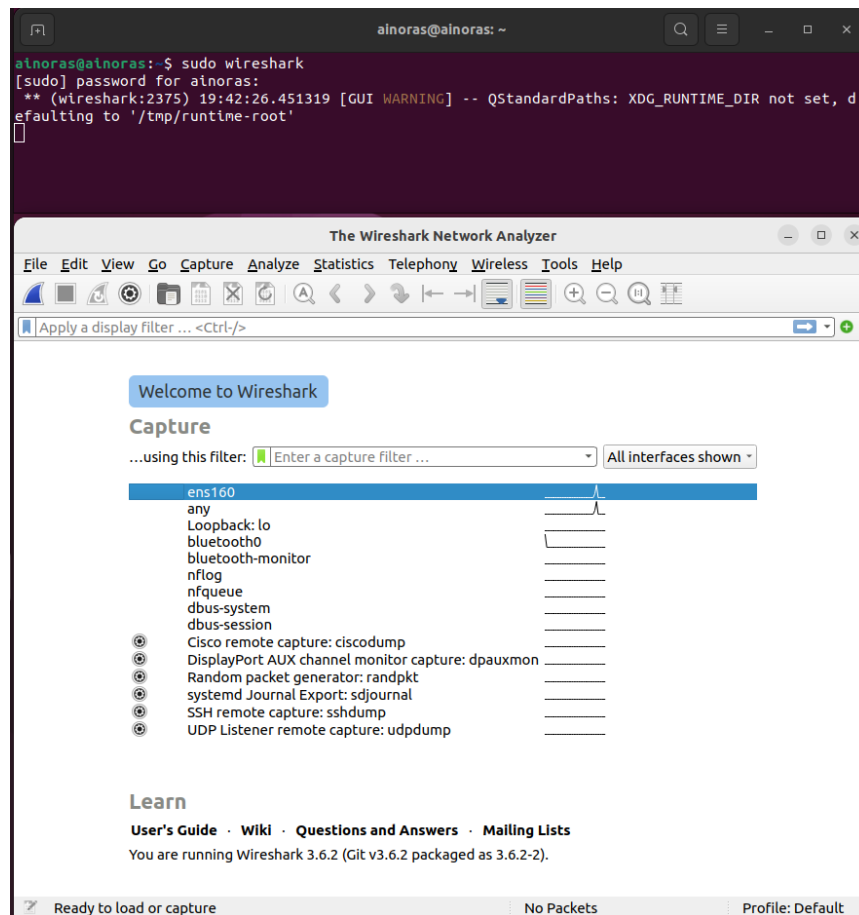 ainoras@ainoras: ~
ainoras@ainoras:~$ sudo wireshark
[sudo] password for ainoras:
 ** (wireshark:2375) 19:42:26.451319 [GUI WARNING] -- QStandardPaths: XDG_RUNTIME_DIR not set, d
efaulting to '/tmp/runtime-root'
The Wireshark Network Analyzer
File Edit View Go Capture Analyze Statistics Telephony Wireless Tools Help
Apply a display filter … <Ctrl-/>
Welcome to Wireshark
Capture
…using this filter: Enter a capture filter … All interfaces shown
ens160
any
Loopback: lo
bluetooth0
bluetooth-monitor
nflog
nfqueue
dbus-system
dbus-session
Cisco remote capture: ciscodump
DisplayPort AUX channel monitor capture: dpauxmon
Random packet generator: randpkt
systemd Journal Export: sdjournal
SSH remote capture: sshdump
UDP Listener remote capture: udpdump
Learn
User's Guide · Wiki · Questions and Answers · Mailing Lists
You are running Wireshark 3.6.2 (Git v3.6.2 packaged as 3.6.2-2).
Ready to load or capture No Packets Profile: Default